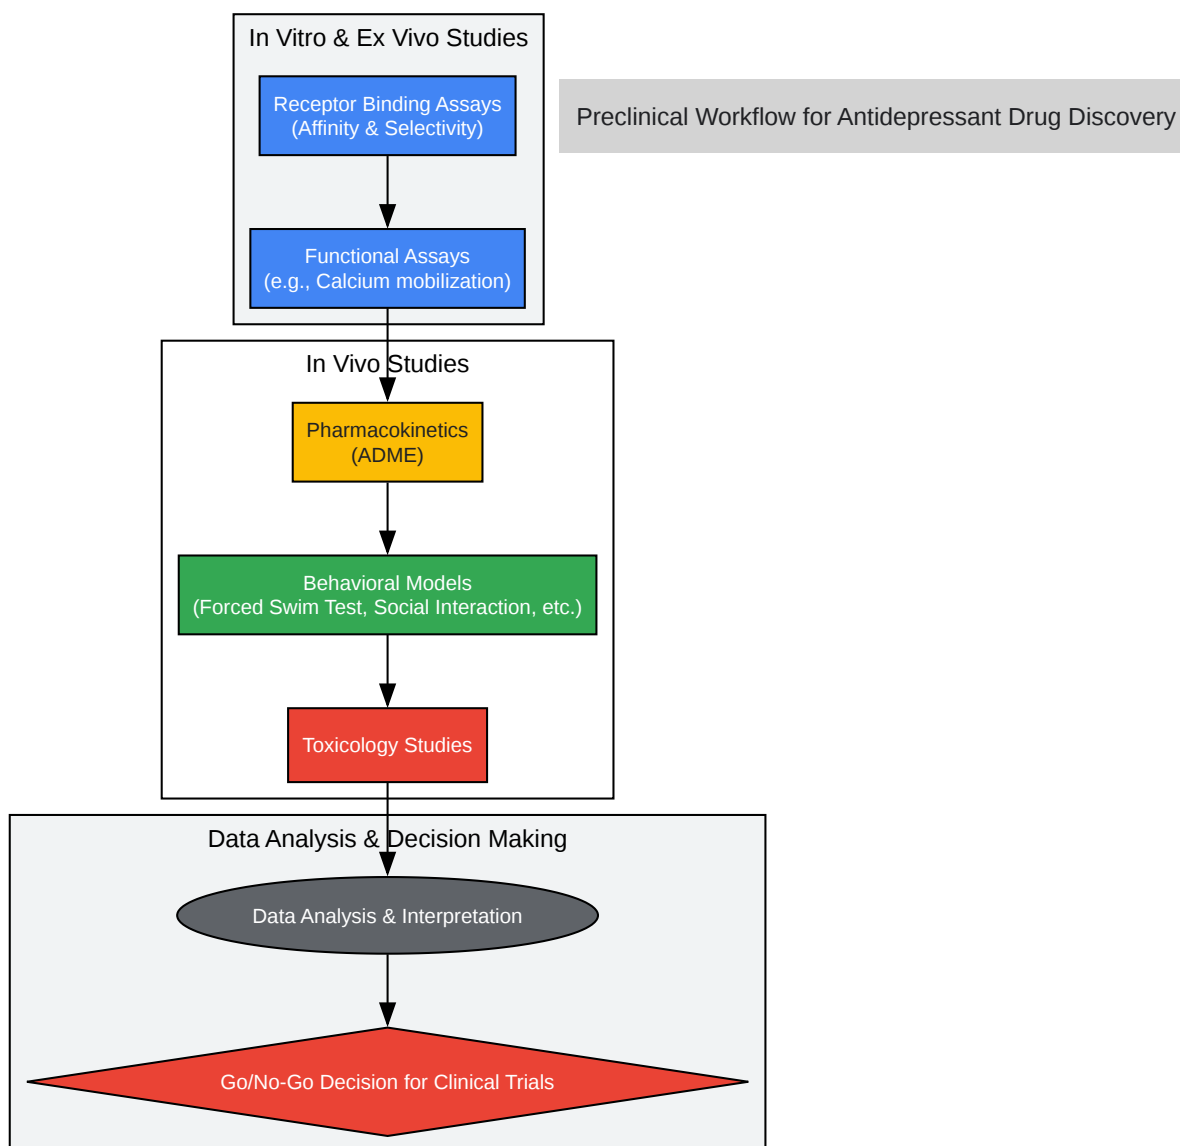 In Vitro & Ex Vivo Studies
Receptor Binding Assays
(Affinity & Selectivity)
Preclinical Workflow for Antidepressant Drug Discovery
Functional Assays
(e.g., Calcium mobilization)
In Vivo Studies
Pharmacokinetics
(ADME)
Behavioral Models
(Forced Swim Test, Social Interaction, etc.)
Toxicology Studies
Data Analysis & Decision Making
Data Analysis & Interpretation
Go/No-Go Decision for Clinical Trials